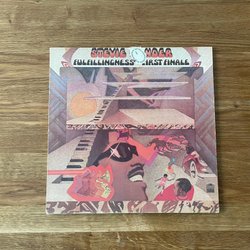 STEVIE WONDER
FULFILLINGNESS' FIRST FINALE